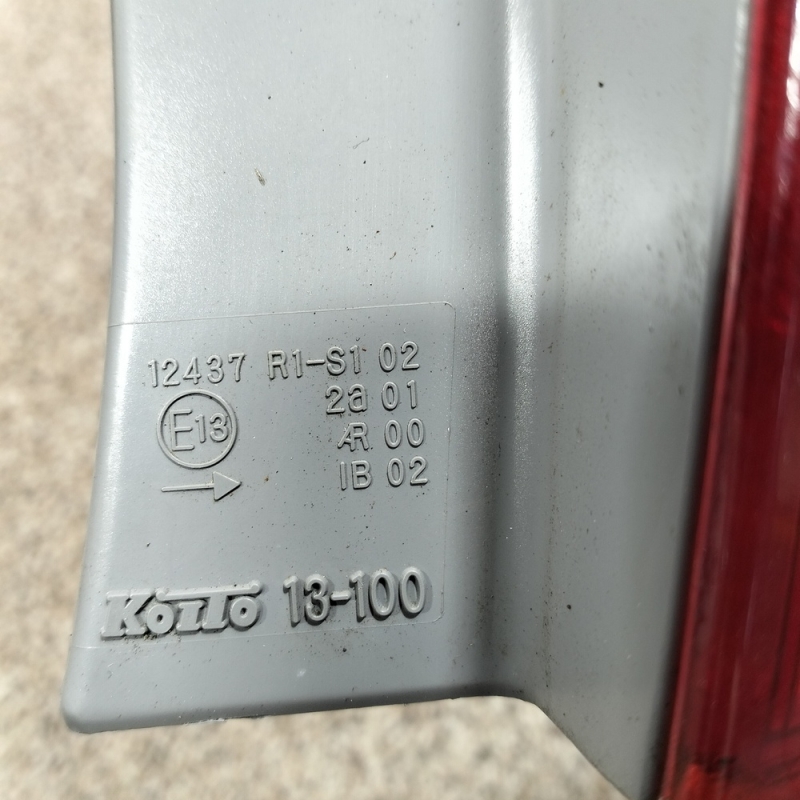 12437 R1-S1 02
2a 01
E13 AR 00
→ IB 02
KOITO 13-100